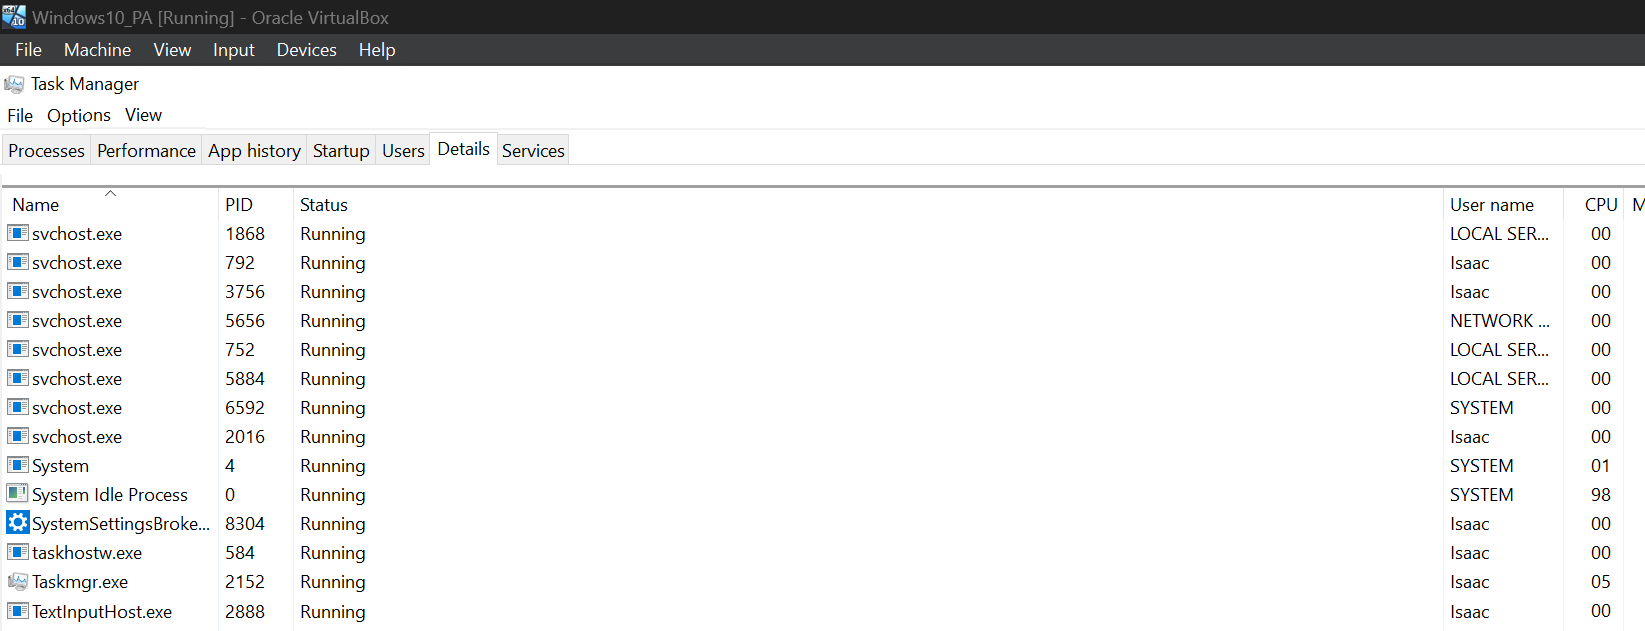 Windows10_PA [Running] - Oracle VirtualBox
File Machine View Input Devices Help
Task Manager
File Options View
Processes Performance App history Startup Users Details Services
Name PID Status User name CPU M
svchost.exe 1868 Running LOCAL SER... 00
svchost.exe 792 Running Isaac 00
svchost.exe 3756 Running Isaac 00
svchost.exe 5656 Running NETWORK ... 00
svchost.exe 752 Running LOCAL SER... 00
svchost.exe 5884 Running LOCAL SER... 00
svchost.exe 6592 Running SYSTEM 00
svchost.exe 2016 Running Isaac 00
System 4 Running SYSTEM 01
System Idle Process 0 Running SYSTEM 98
SystemSettingsBroke... 8304 Running Isaac 00
taskhostw.exe 584 Running Isaac 00
Taskmgr.exe 2152 Running Isaac 05
TextInputHost.exe 2888 Running Isaac 00